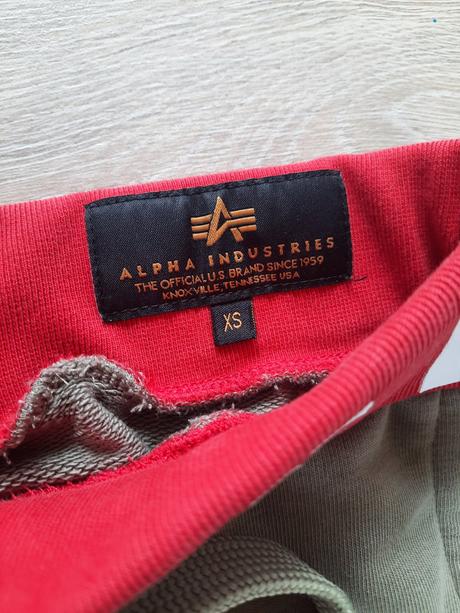 ALPHA INDUSTRIES
THE OFFICIAL U.S. BRAND SINCE 1959
KNOXVILLE, TENNESSEE USA
XS